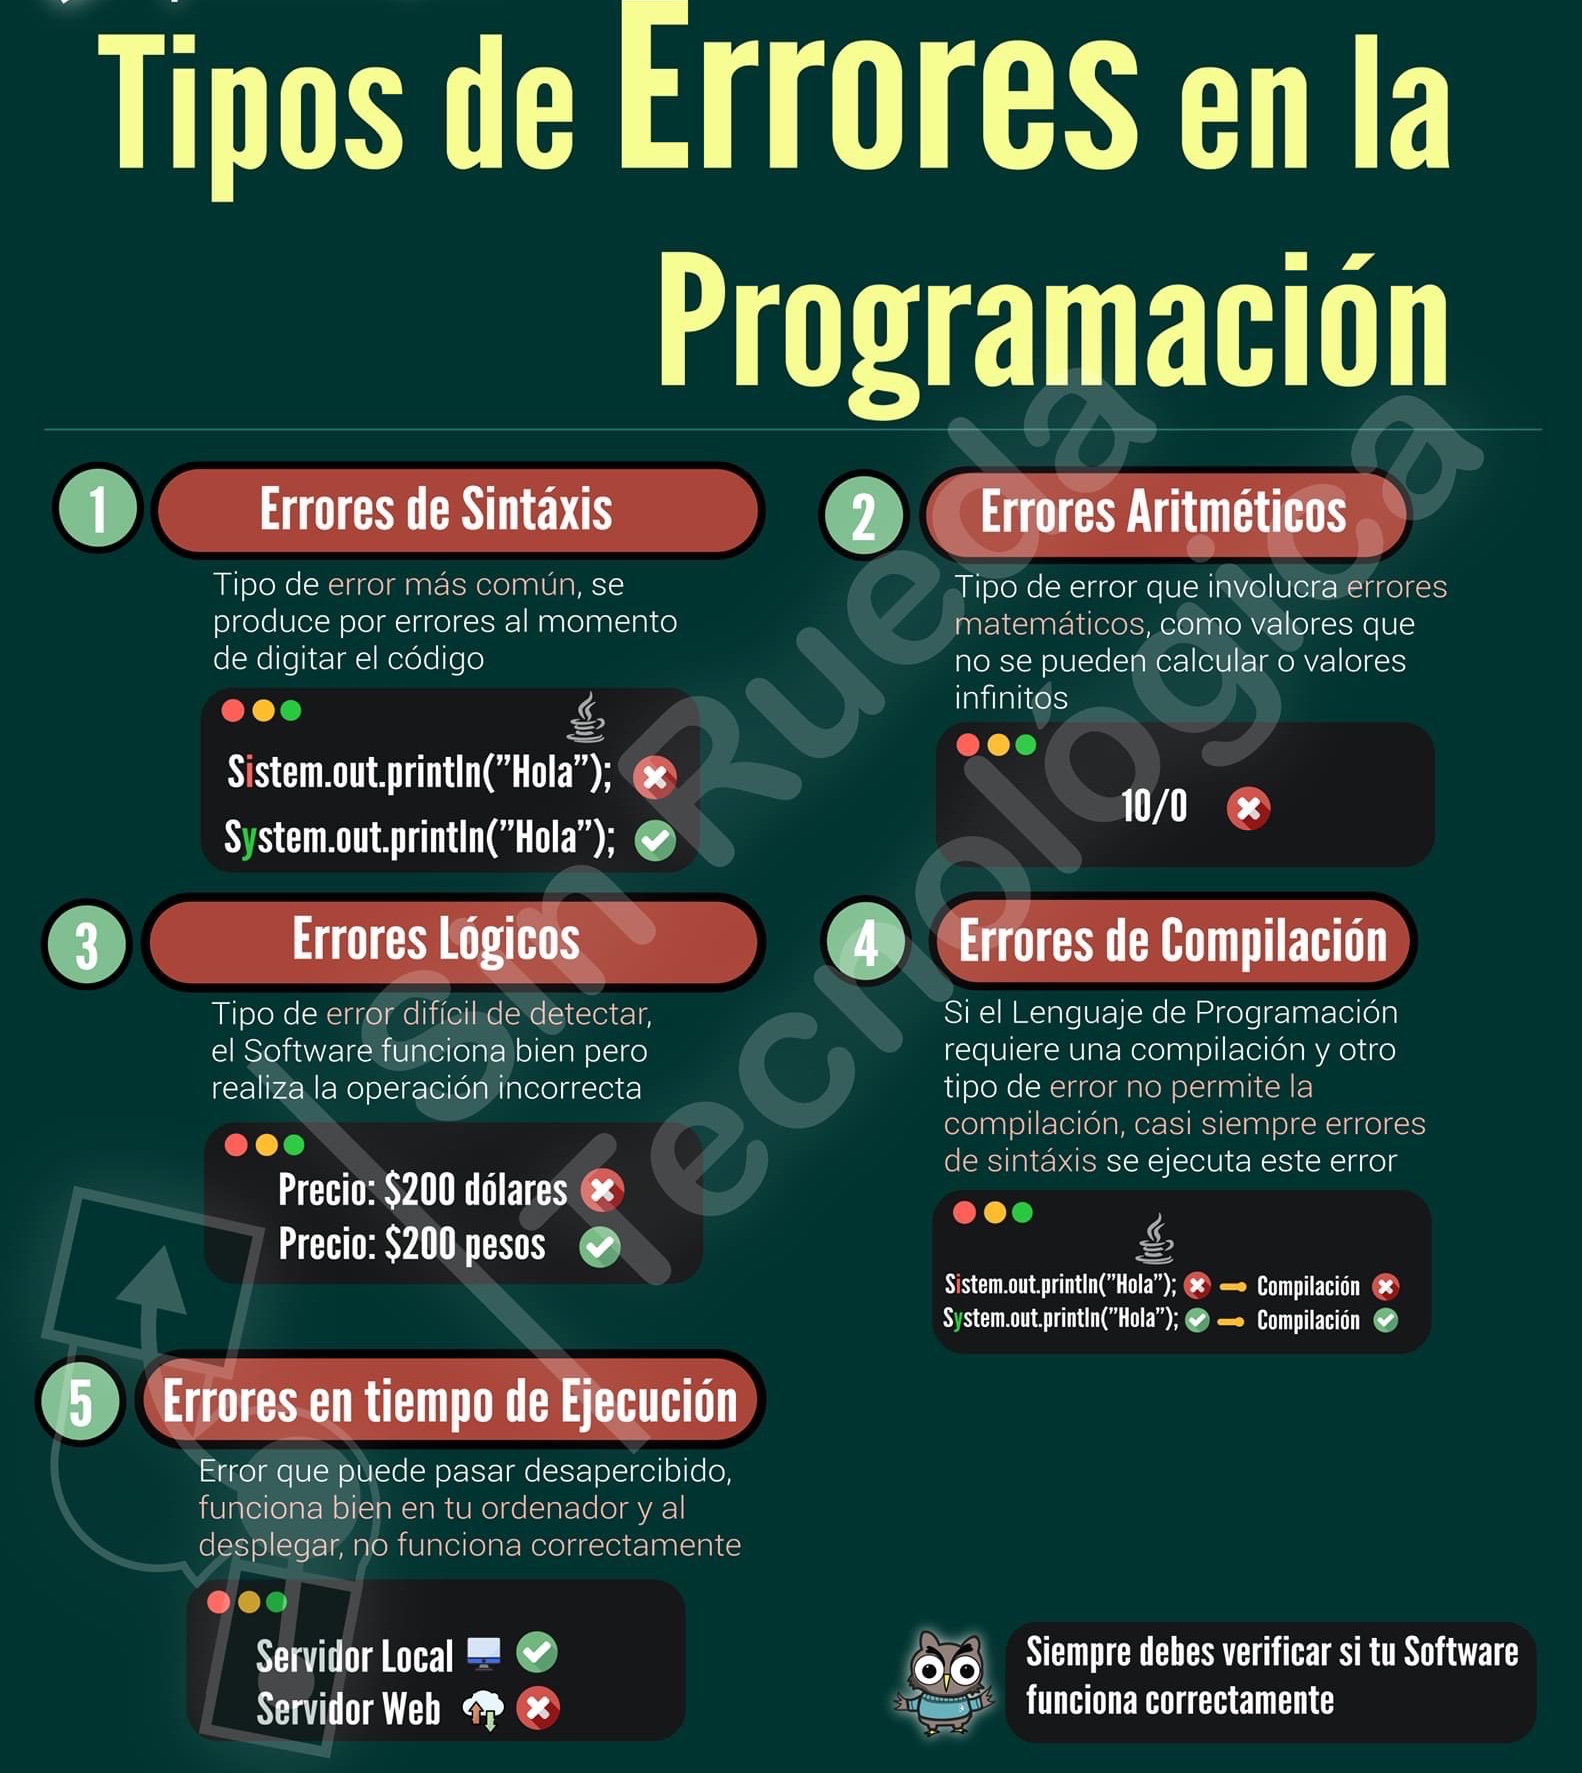 Tipos de Errores en la
Programación
1
Errores de Sintáxis
Tipo de error más común, se
produce por errores al momento
de digitar el código
Sistem.out.println(”Hola”);
System.out.println(”Hola”);
2
Errores Aritméticos
Tipo de error que involucra errores
matemáticos, como valores que
no se pueden calcular o valores
infinitos
10/0
3
Errores Lógicos
Tipo de error difícil de detectar,
el Software funciona bien pero
realiza la operación incorrecta
Precio: $200 dólares
Precio: $200 pesos
4
Errores de Compilación
Si el Lenguaje de Programación
requiere una compilación y otro
tipo de error no permite la
compilación, casi siempre errores
de sintáxis se ejecuta este error
Sistem.out.println(”Hola”); Compilación
System.out.println(”Hola”); Compilación
5
Errores en tiempo de Ejecución
Error que puede pasar desapercibido,
funciona bien en tu ordenador y al
desplegar, no funciona correctamente
Servidor Local
Servidor Web
Siempre debes verificar si tu Software
funciona correctamente
Sin Rueda
Tecnológica